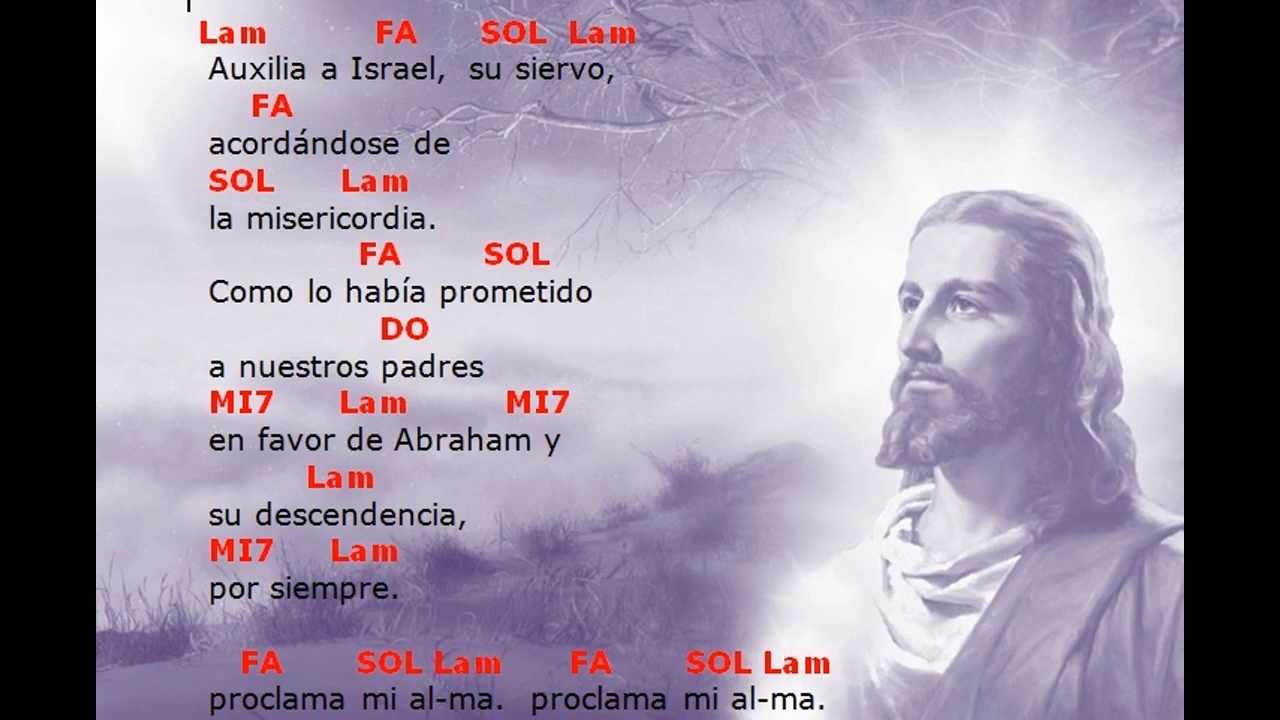 Lam FA SOL Lam
Auxilia a Israel, su siervo,
FA
acordándose de
SOL Lam
la misericordia.
FA SOL
Como lo había prometido
DO
a nuestros padres
MI7 Lam MI7
en favor de Abraham y
Lam
su descendencia,
MI7 Lam
por siempre.
FA SOL Lam FA SOL Lam
proclama mi al-ma. proclama mi al-ma.